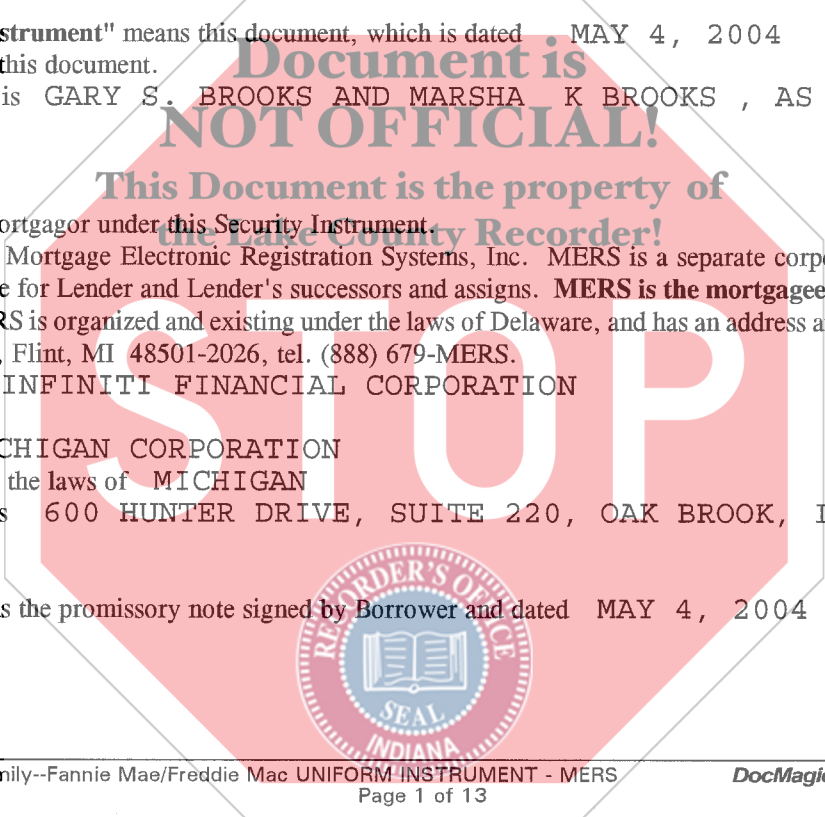 strument" means this document, which is dated MAY 4, 2004
this document.
Document is
is GARY S. BROOKS AND MARSHA K BROOKS , AS
NOT OFFICIAL!
This Document is the property of
ortgagor under this Security Instrument.
the Lake County Recorder!
Mortgage Electronic Registration Systems, Inc. MERS is a separate corp
e for Lender and Lender's successors and assigns. MERS is the mortgagee
RS is organized and existing under the laws of Delaware, and has an address a
, Flint, MI 48501-2026, tel. (888) 679-MERS.
INFINITI FINANCIAL CORPORATION
STOP
CHIGAN CORPORATION
the laws of MICHIGAN
s 600 HUNTER DRIVE, SUITE 220, OAK BROOK, I
s the promissory note signed by Borrower and dated MAY 4, 2004
RECORDER'S OFFICE
SEAL
INDIANA
mily--Fannie Mae/Freddie Mac UNIFORM INSTRUMENT - MERS DocMagic
Page 1 of 13